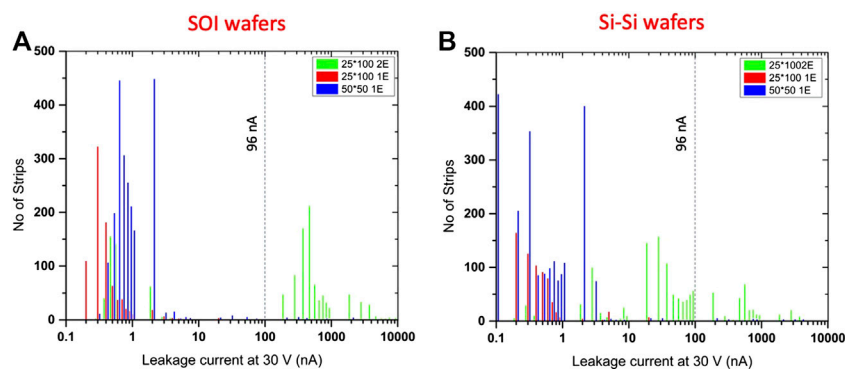 SOI wafers
Si-Si wafers
A
B
500
400
300
200
100
0
No of Strips
0.1 1 10 100 1000 10000
Leakage current at 30 V (nA)
25*100 2E
25*100 1E
50*50 1E
96 nA
500
400
300
200
100
0
No of Strips
0.1 1 10 100 1000 10000
Leakage current at 30 V (nA)
25*1002E
25*100 1E
50*50 1E
96 nA